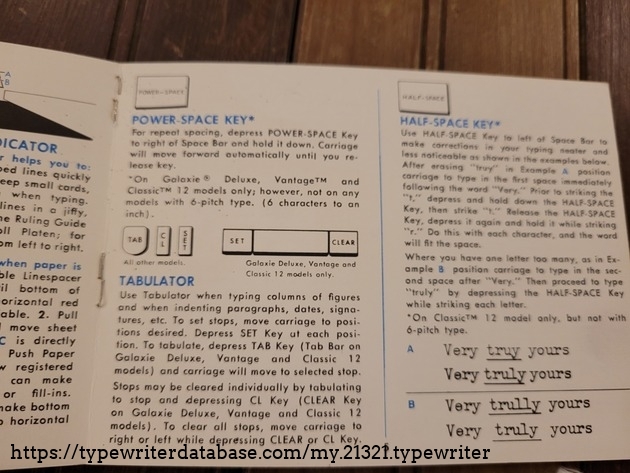 A
B
DICATOR
r helps you to:
ped lines quickly
eep small cards,
when typing.
lines in a jiffy,
he Ruling Guide
oll Platen; for
om left to right.
when paper is
ble Linespacer
il bottom of
orizontal red
able. 2. Pull
move sheet
C is directly
Push Paper
w registered
can make
or fill-ins.
make bottom
o horizontal
POWER-SPACE
POWER-SPACE KEY*
For repeat spacing, depress POWER-SPACE Key
to right of Space Bar and hold it down. Carriage
will move forward automatically until you re-
lease key.
*On Galaxie® Deluxe, Vantage™ and
Classic™ 12 models only; however, not on any
models with 6-pitch type. (6 characters to an
inch).
TAB
CL
SET
SET
CLEAR
All other models.
Galaxie Deluxe, Vantage and
Classic 12 models only.
TABULATOR
Use Tabulator when typing columns of figures
and when indenting paragraphs, dates, signa-
tures, etc. To set stops, move carriage to posi-
tions desired. Depress SET Key at each posi-
tion. To tabulate, depress TAB Key (Tab Bar on
Galaxie Deluxe, Vantage and Classic 12
models) and carriage will move to selected stop.
Stops may be cleared individually by tabulating
to stop and depressing CL Key (CLEAR Key
on Galaxie Deluxe, Vantage and Classic 12
models). To clear all stops, move carriage to
right or left while depressing CLEAR or CL Key.
HALF-SPACE
HALF-SPACE KEY*
Use HALF-SPACE Key to left of Space Bar to
make corrections in your typing neater and
less noticeable as shown in the examples below.
After erasing "truy" in Example A position
carriage to type in the first space immediately
following the word "Very." Prior to striking the
"t," depress and hold down the HALF-SPACE
Key, then strike "t." Release the HALF-SPACE
Key, depress it again and hold it while striking
"r." Do this with each character, and the word
will fit the space.
Where you have one letter too many, as in Ex-
ample B position carriage to type in the sec-
ond space after "Very." Then proceed to type
"truly" by depressing the HALF-SPACE Key
while striking each letter.
*On Classic™ 12 model only, but not with
6-pitch type.
A Very truy yours
Very truly yours
B Very trully yours
Very truly yours
https://typewriterdatabase.com/my.21321.typewriter